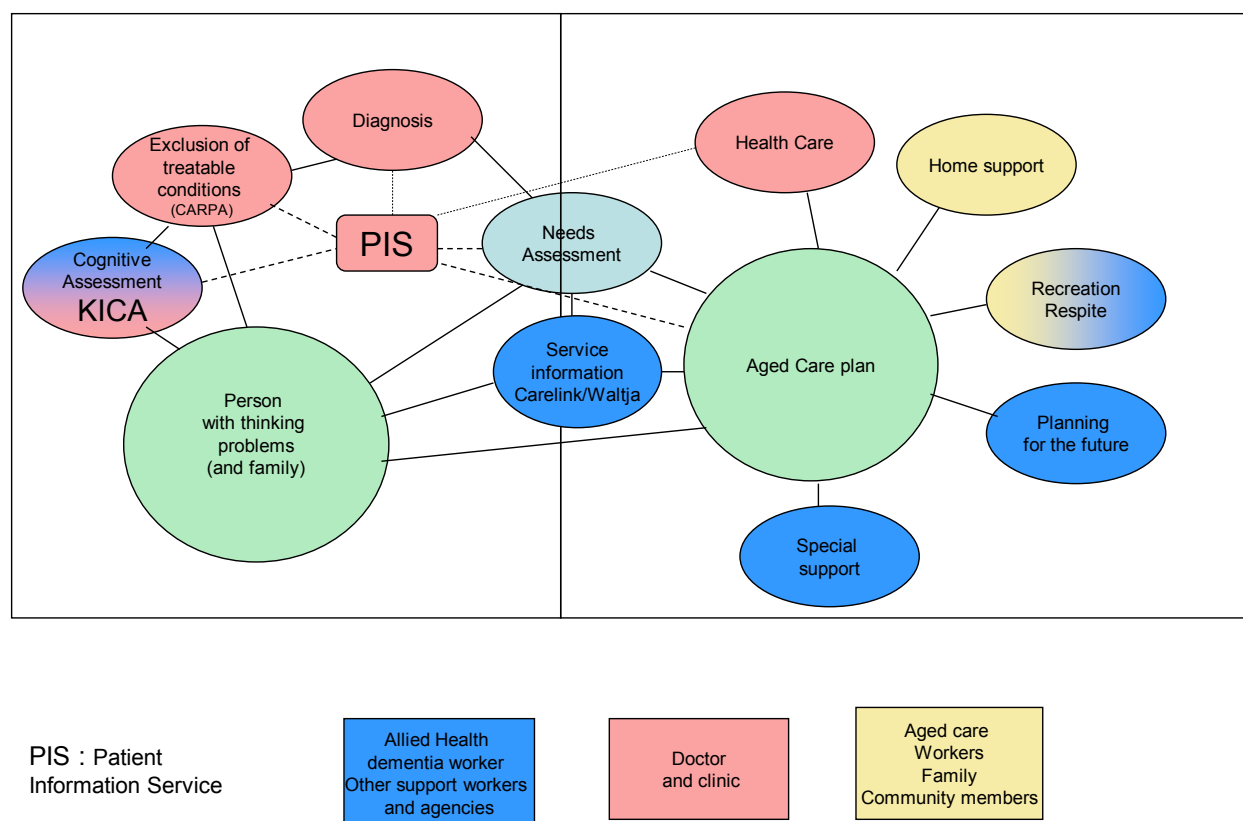 Diagnosis
Exclusion of
treatable
conditions
(CARPA)
Health Care
Home support
PIS
Needs
Assessment
Cognitive
Assessment
KICA
Recreation
Respite
Service
information
Carelink/Waltja
Aged Care plan
Person
with thinking
problems
(and family)
Planning
for the future
Special
support
PIS : Patient
Information Service
Allied Health
dementia worker
Other support workers
and agencies
Doctor
and clinic
Aged care
Workers
Family
Community members